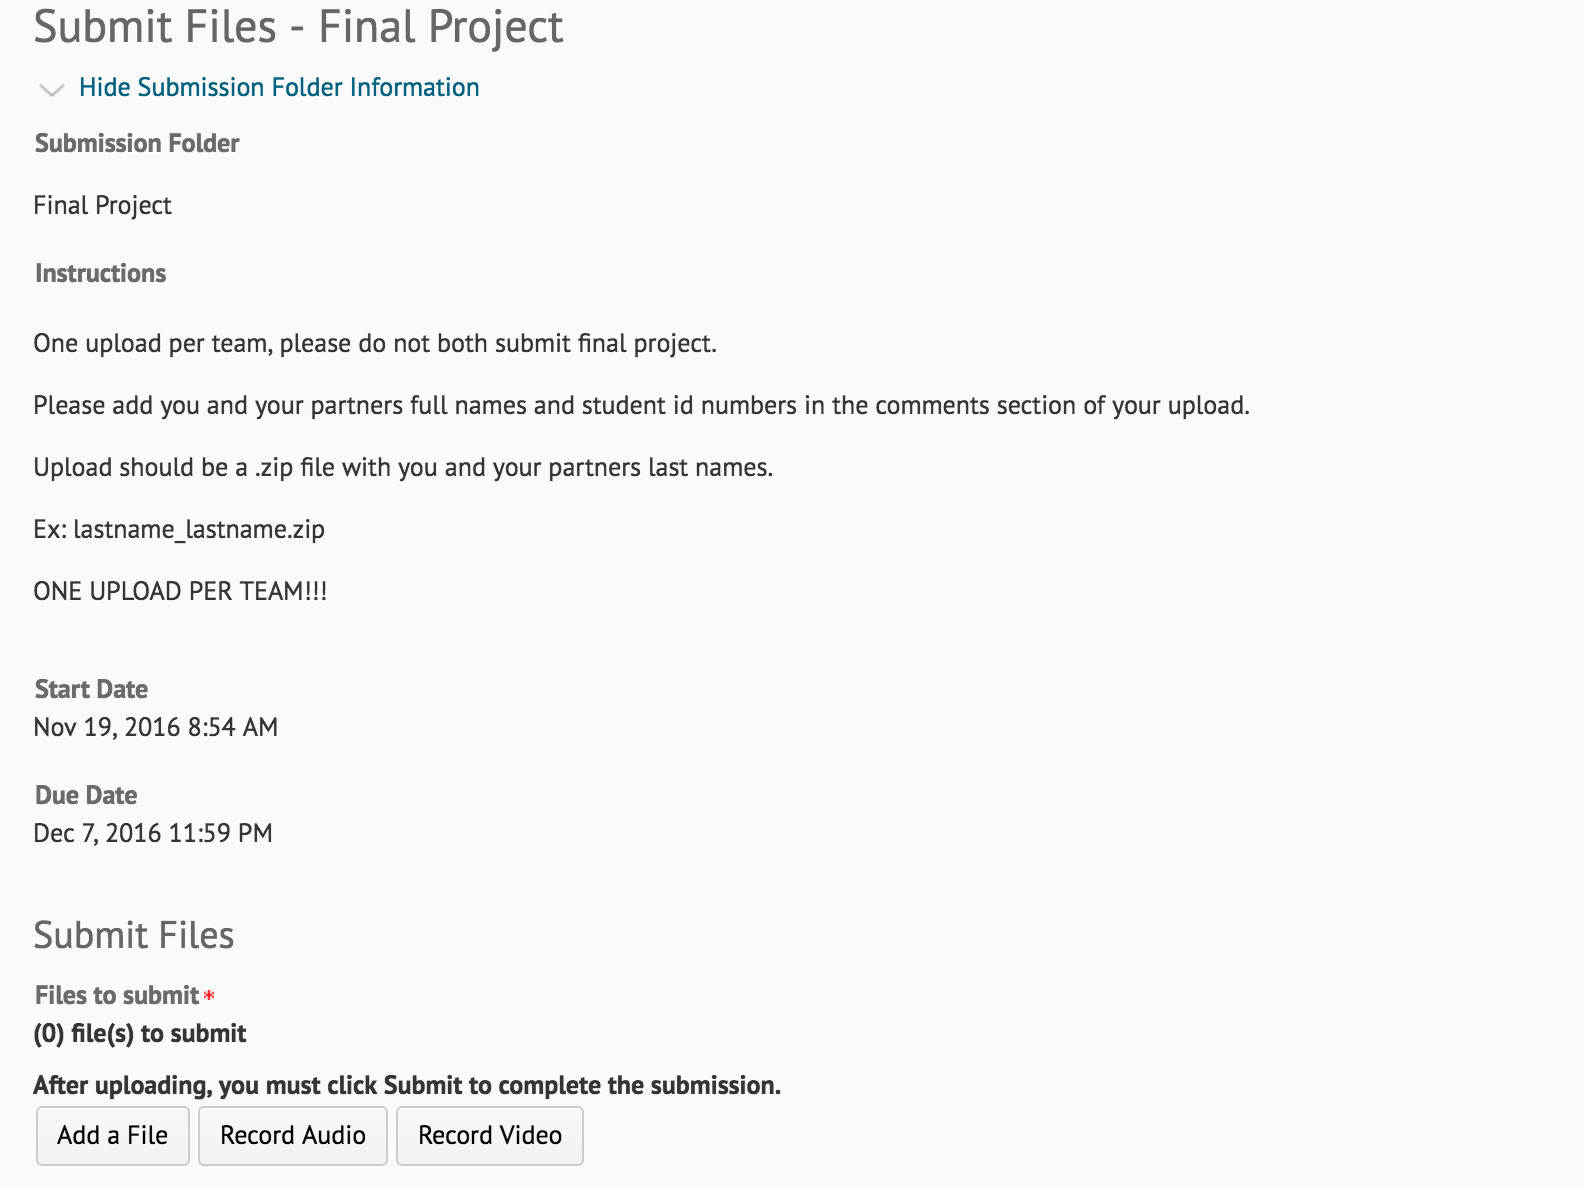 Submit Files - Final Project
Hide Submission Folder Information
Submission Folder
Final Project
Instructions
One upload per team, please do not both submit final project.
Please add you and your partners full names and student id numbers in the comments section of your upload.
Upload should be a .zip file with you and your partners last names.
Ex: lastname_lastname.zip
ONE UPLOAD PER TEAM!!!
Start Date
Nov 19, 2016 8:54 AM
Due Date
Dec 7, 2016 11:59 PM
Submit Files
Files to submit*
(0) file(s) to submit
After uploading, you must click Submit to complete the submission.
Add a File Record Audio Record Video